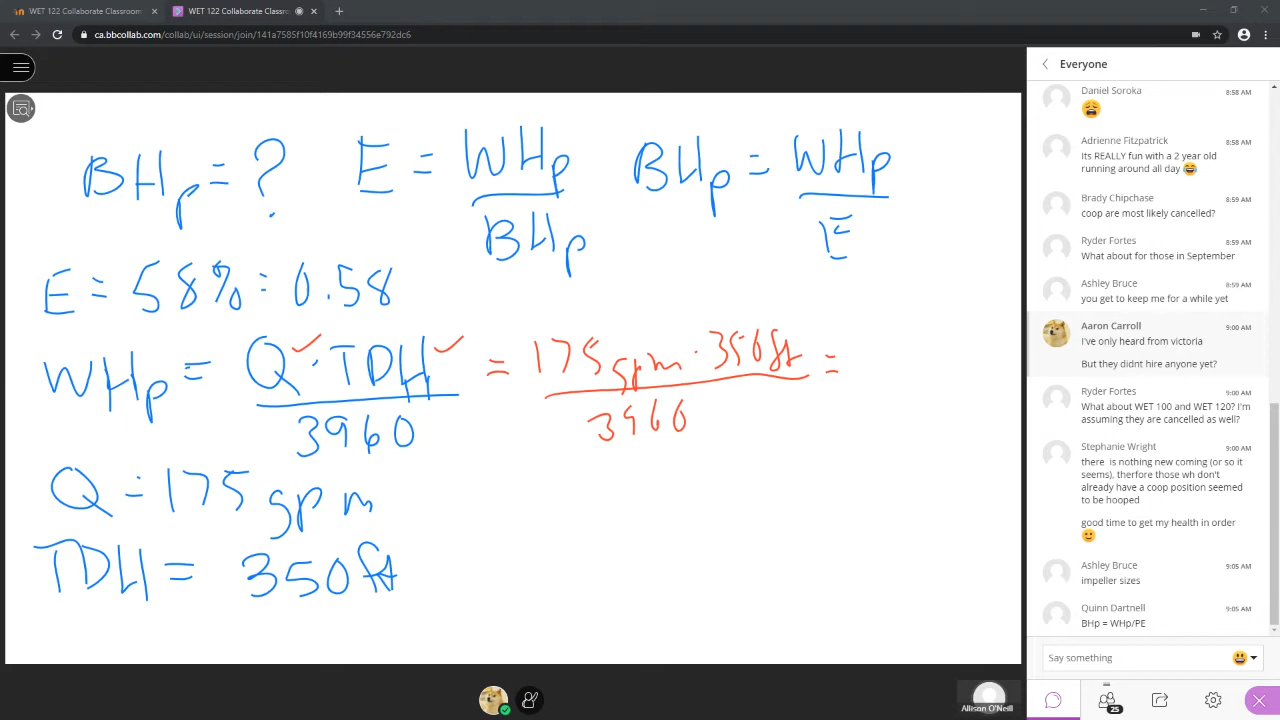 WET 122 Collaborate Classroom
WET 122 Collaborate Classroom
ca.bbcollab.com/collab/ui/session/join/141a7585f10f4169b99f34556e792dc6
BHp = ? E = WHp / BHp BHp = WHp / E
E = 58% = 0.58
WHp = Q · TDH / 3960 = 175 gpm · 350ft / 3960 =
Q = 175 gpm
TDH = 350 ft
Allison O'Neill
Everyone
Daniel Soroka 8:58 AM
Adrienne Fitzpatrick 8:58 AM
Its REALLY fun with a 2 year old
running around all day
Brady Chipchase 8:59 AM
coop are most likely cancelled?
Ryder Fortes 8:59 AM
What about for those in September
Ashley Bruce 8:59 AM
you get to keep me for a while yet
Aaron Carroll 9:00 AM
I've only heard from victoria
But they didnt hire anyone yet?
Ryder Fortes 9:00 AM
What about WET 100 and WET 120? I'm
assuming they are cancelled as well?
Stephanie Wright 9:00 AM
there is nothing new coming (or so it
seems), therfore those wh don't
already have a coop position seemed
to be hooped
good time to get my health in order
Ashley Bruce 9:05 AM
impeller sizes
Quinn Dartnell 9:05 AM
BHp = WHp/PE
Say something
25